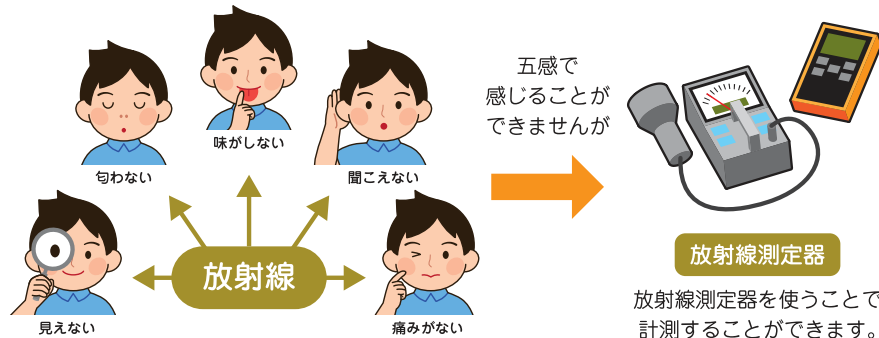 味がしない
匂わない
聞こえない
放射線
見えない
痛みがない
五感で
感じることが
できませんが
放射線測定器
放射線測定器を使うことで
計測することができます。